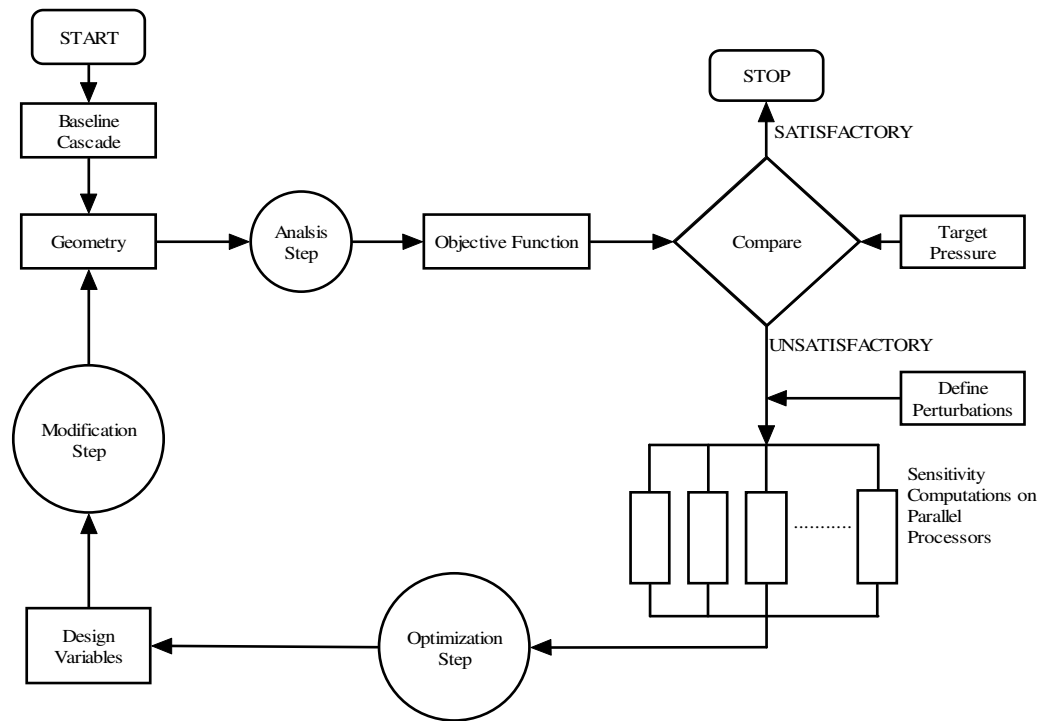 START
Baseline
Cascade
Geometry
Analsis
Step
Objective Function
Compare
STOP
SATISFACTORY
Target
Pressure
UNSATISFACTORY
Define
Perturbations
Sensitivity
Computations on
Parallel
Processors
...........
Optimization
Step
Design
Variables
Modification
Step